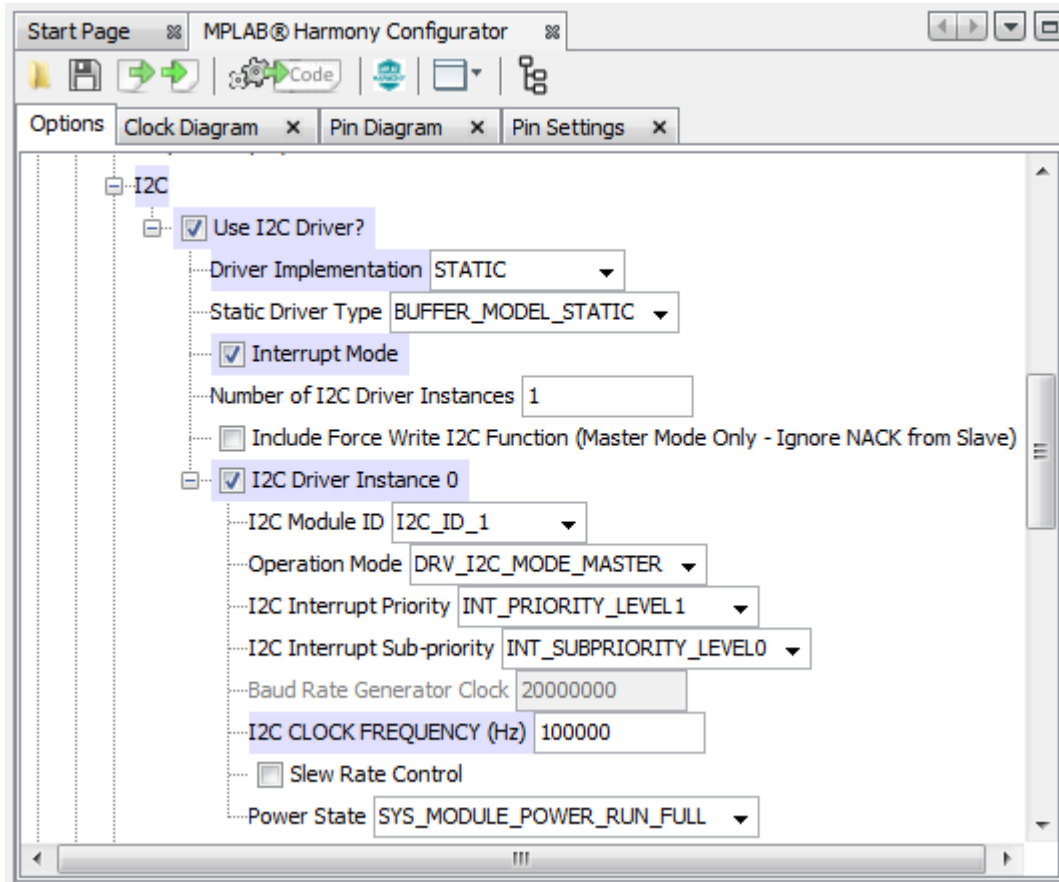 Start Page MPLAB® Harmony Configurator
Code
Options Clock Diagram Pin Diagram Pin Settings
I2C
Use I2C Driver?
Driver Implementation STATIC
Static Driver Type BUFFER_MODEL_STATIC
Interrupt Mode
Number of I2C Driver Instances 1
Include Force Write I2C Function (Master Mode Only - Ignore NACK from Slave)
I2C Driver Instance 0
I2C Module ID I2C_ID_1
Operation Mode DRV_I2C_MODE_MASTER
I2C Interrupt Priority INT_PRIORITY_LEVEL1
I2C Interrupt Sub-priority INT_SUBPRIORITY_LEVEL0
Baud Rate Generator Clock 20000000
I2C CLOCK FREQUENCY (Hz) 100000
Slew Rate Control
Power State SYS_MODULE_POWER_RUN_FULL